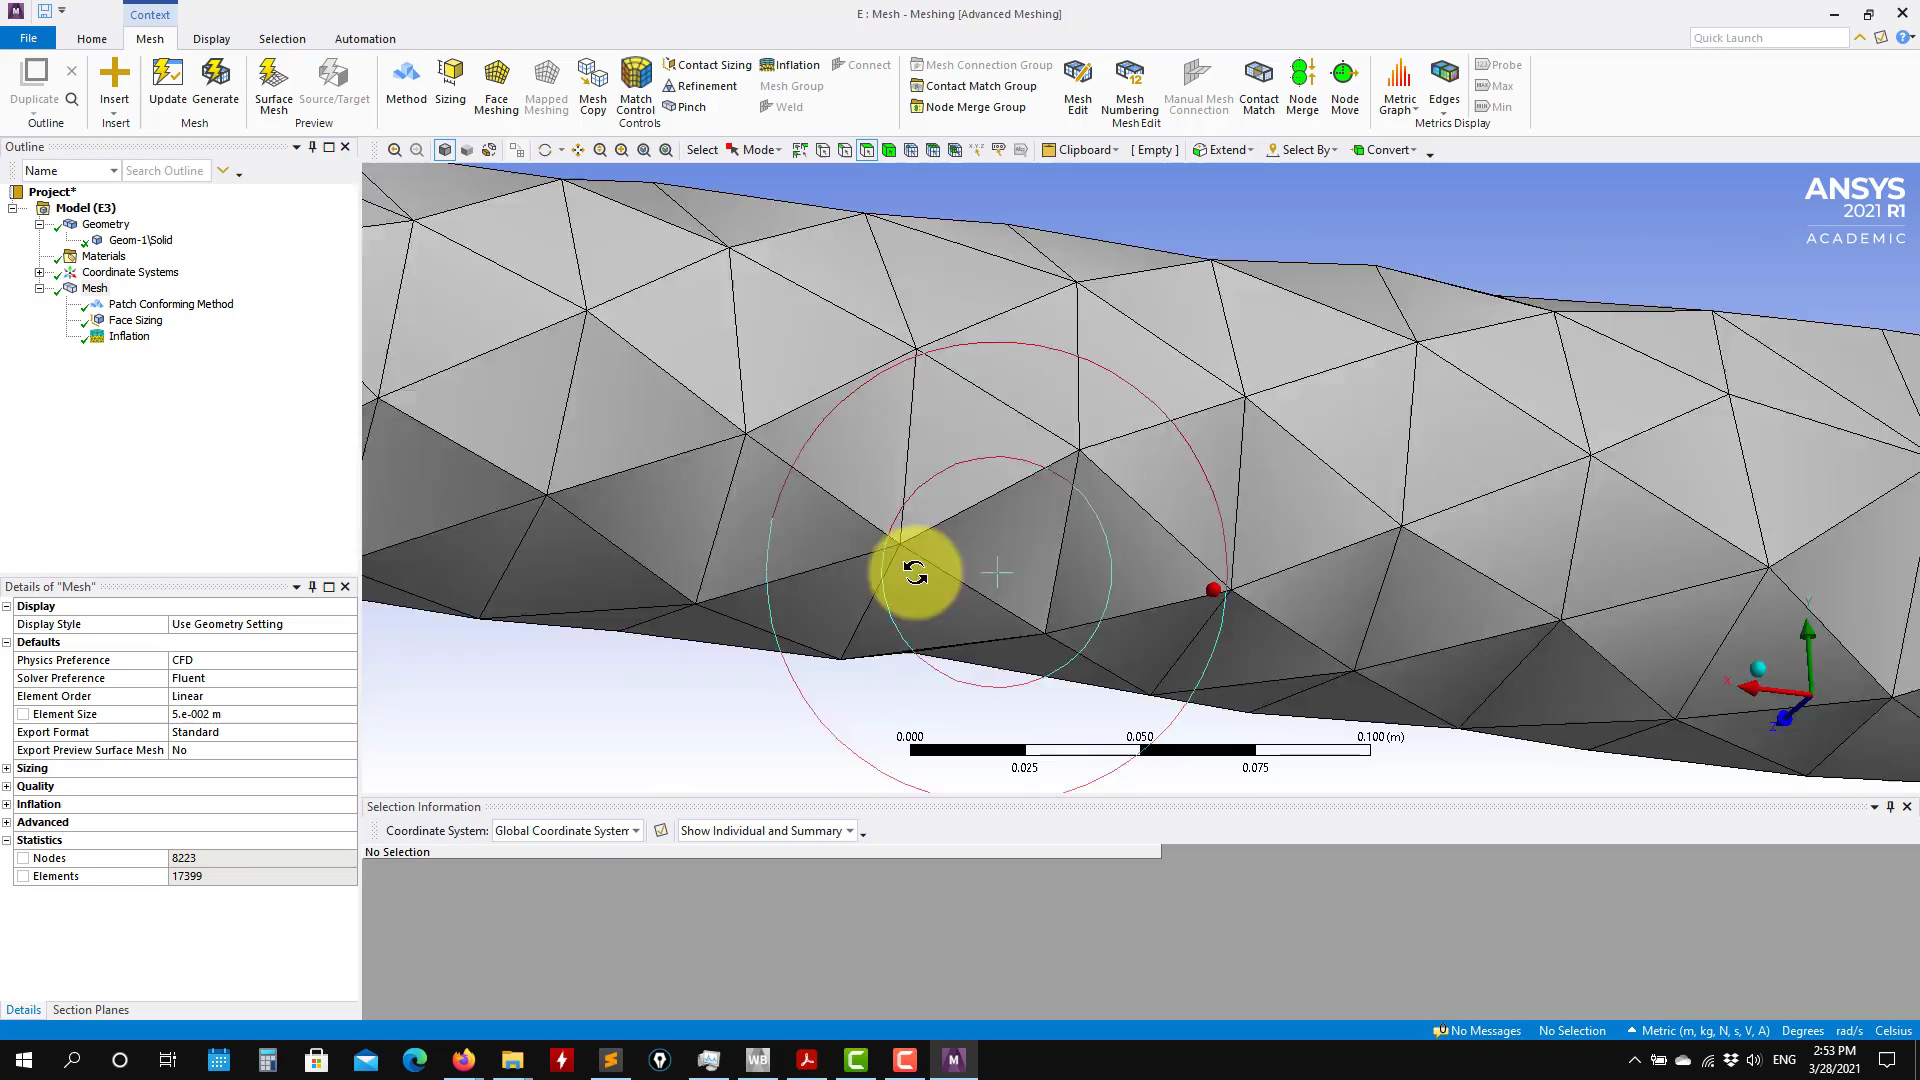 Context
E : Mesh - Meshing [Advanced Meshing]
File
Home
Mesh
Display
Selection
Automation
Quick Launch
Duplicate
Outline
Insert
Insert
Update
Generate
Mesh
Surface
Mesh
Source/Target
Preview
Method
Sizing
Face
Meshing
Mapped
Meshing
Mesh
Copy
Match
Control
Contact Sizing
Refinement
Pinch
Inflation
Mesh Group
Weld
Connect
Controls
Mesh Connection Group
Contact Match Group
Node Merge Group
Mesh
Edit
Mesh
Numbering
Manual Mesh
Connection
Contact
Match
Node
Merge
Node
Move
Mesh Edit
Metric
Graph
Edges
Probe
Max
Min
Metrics Display
Outline
Name
Search Outline
Select
Mode
Clipboard
[ Empty ]
Extend
Select By
Convert
Project*
Model (E3)
Geometry
Geom-1\Solid
Materials
Coordinate Systems
Mesh
Patch Conforming Method
Face Sizing
Inflation
ANSYS
2021 R1
ACADEMIC
Y
X
Z
0.000
0.050
0.100 (m)
0.025
0.075
Details of "Mesh"
Display
Display Style Use Geometry Setting
Defaults
Physics Preference CFD
Solver Preference Fluent
Element Order Linear
Element Size 5.e-002 m
Export Format Standard
Export Preview Surface Mesh No
Sizing
Quality
Inflation
Advanced
Statistics
Nodes 8223
Elements 17399
Details
Section Planes
Selection Information
Coordinate System: Global Coordinate System
Show Individual and Summary
No Selection
No Messages
No Selection
Metric (m, kg, N, s, V, A)
Degrees
rad/s
Celsius
WB
M
ENG
2:53 PM
3/28/2021